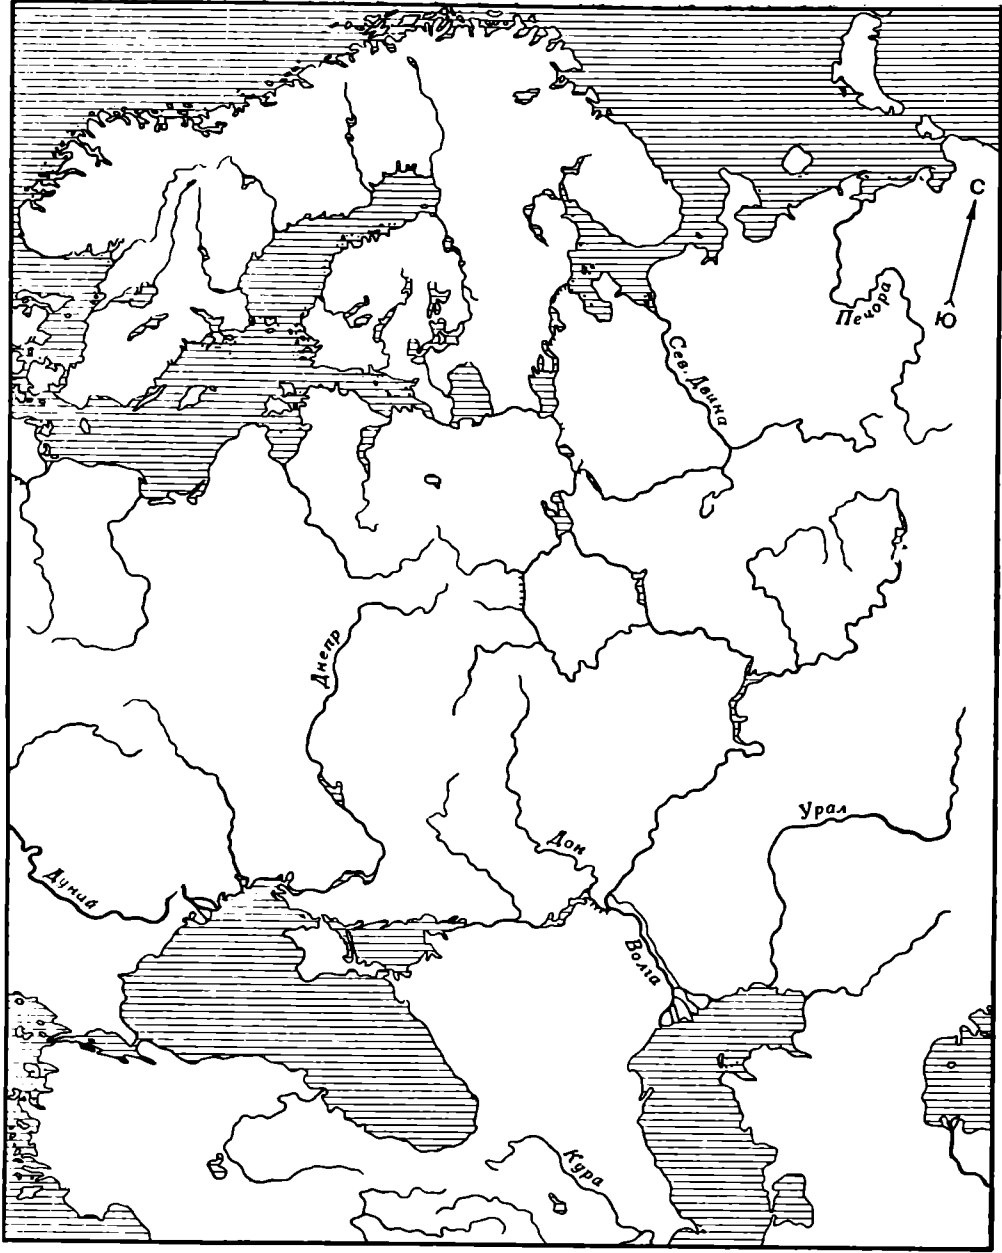 С
Ю
Печора
Сев. Двина
Днепр
Урал
Дон
Дунай
Волга
Кура